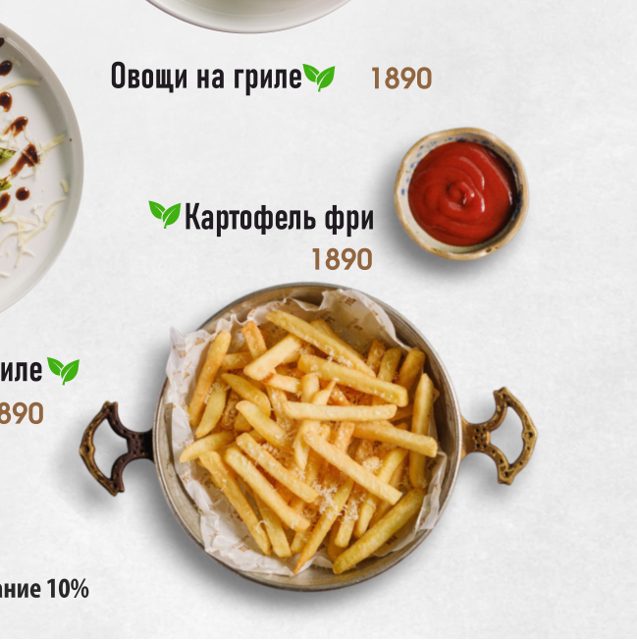 Овощи на гриле 1890
Картофель фри
1890
иле
890
ание 10%